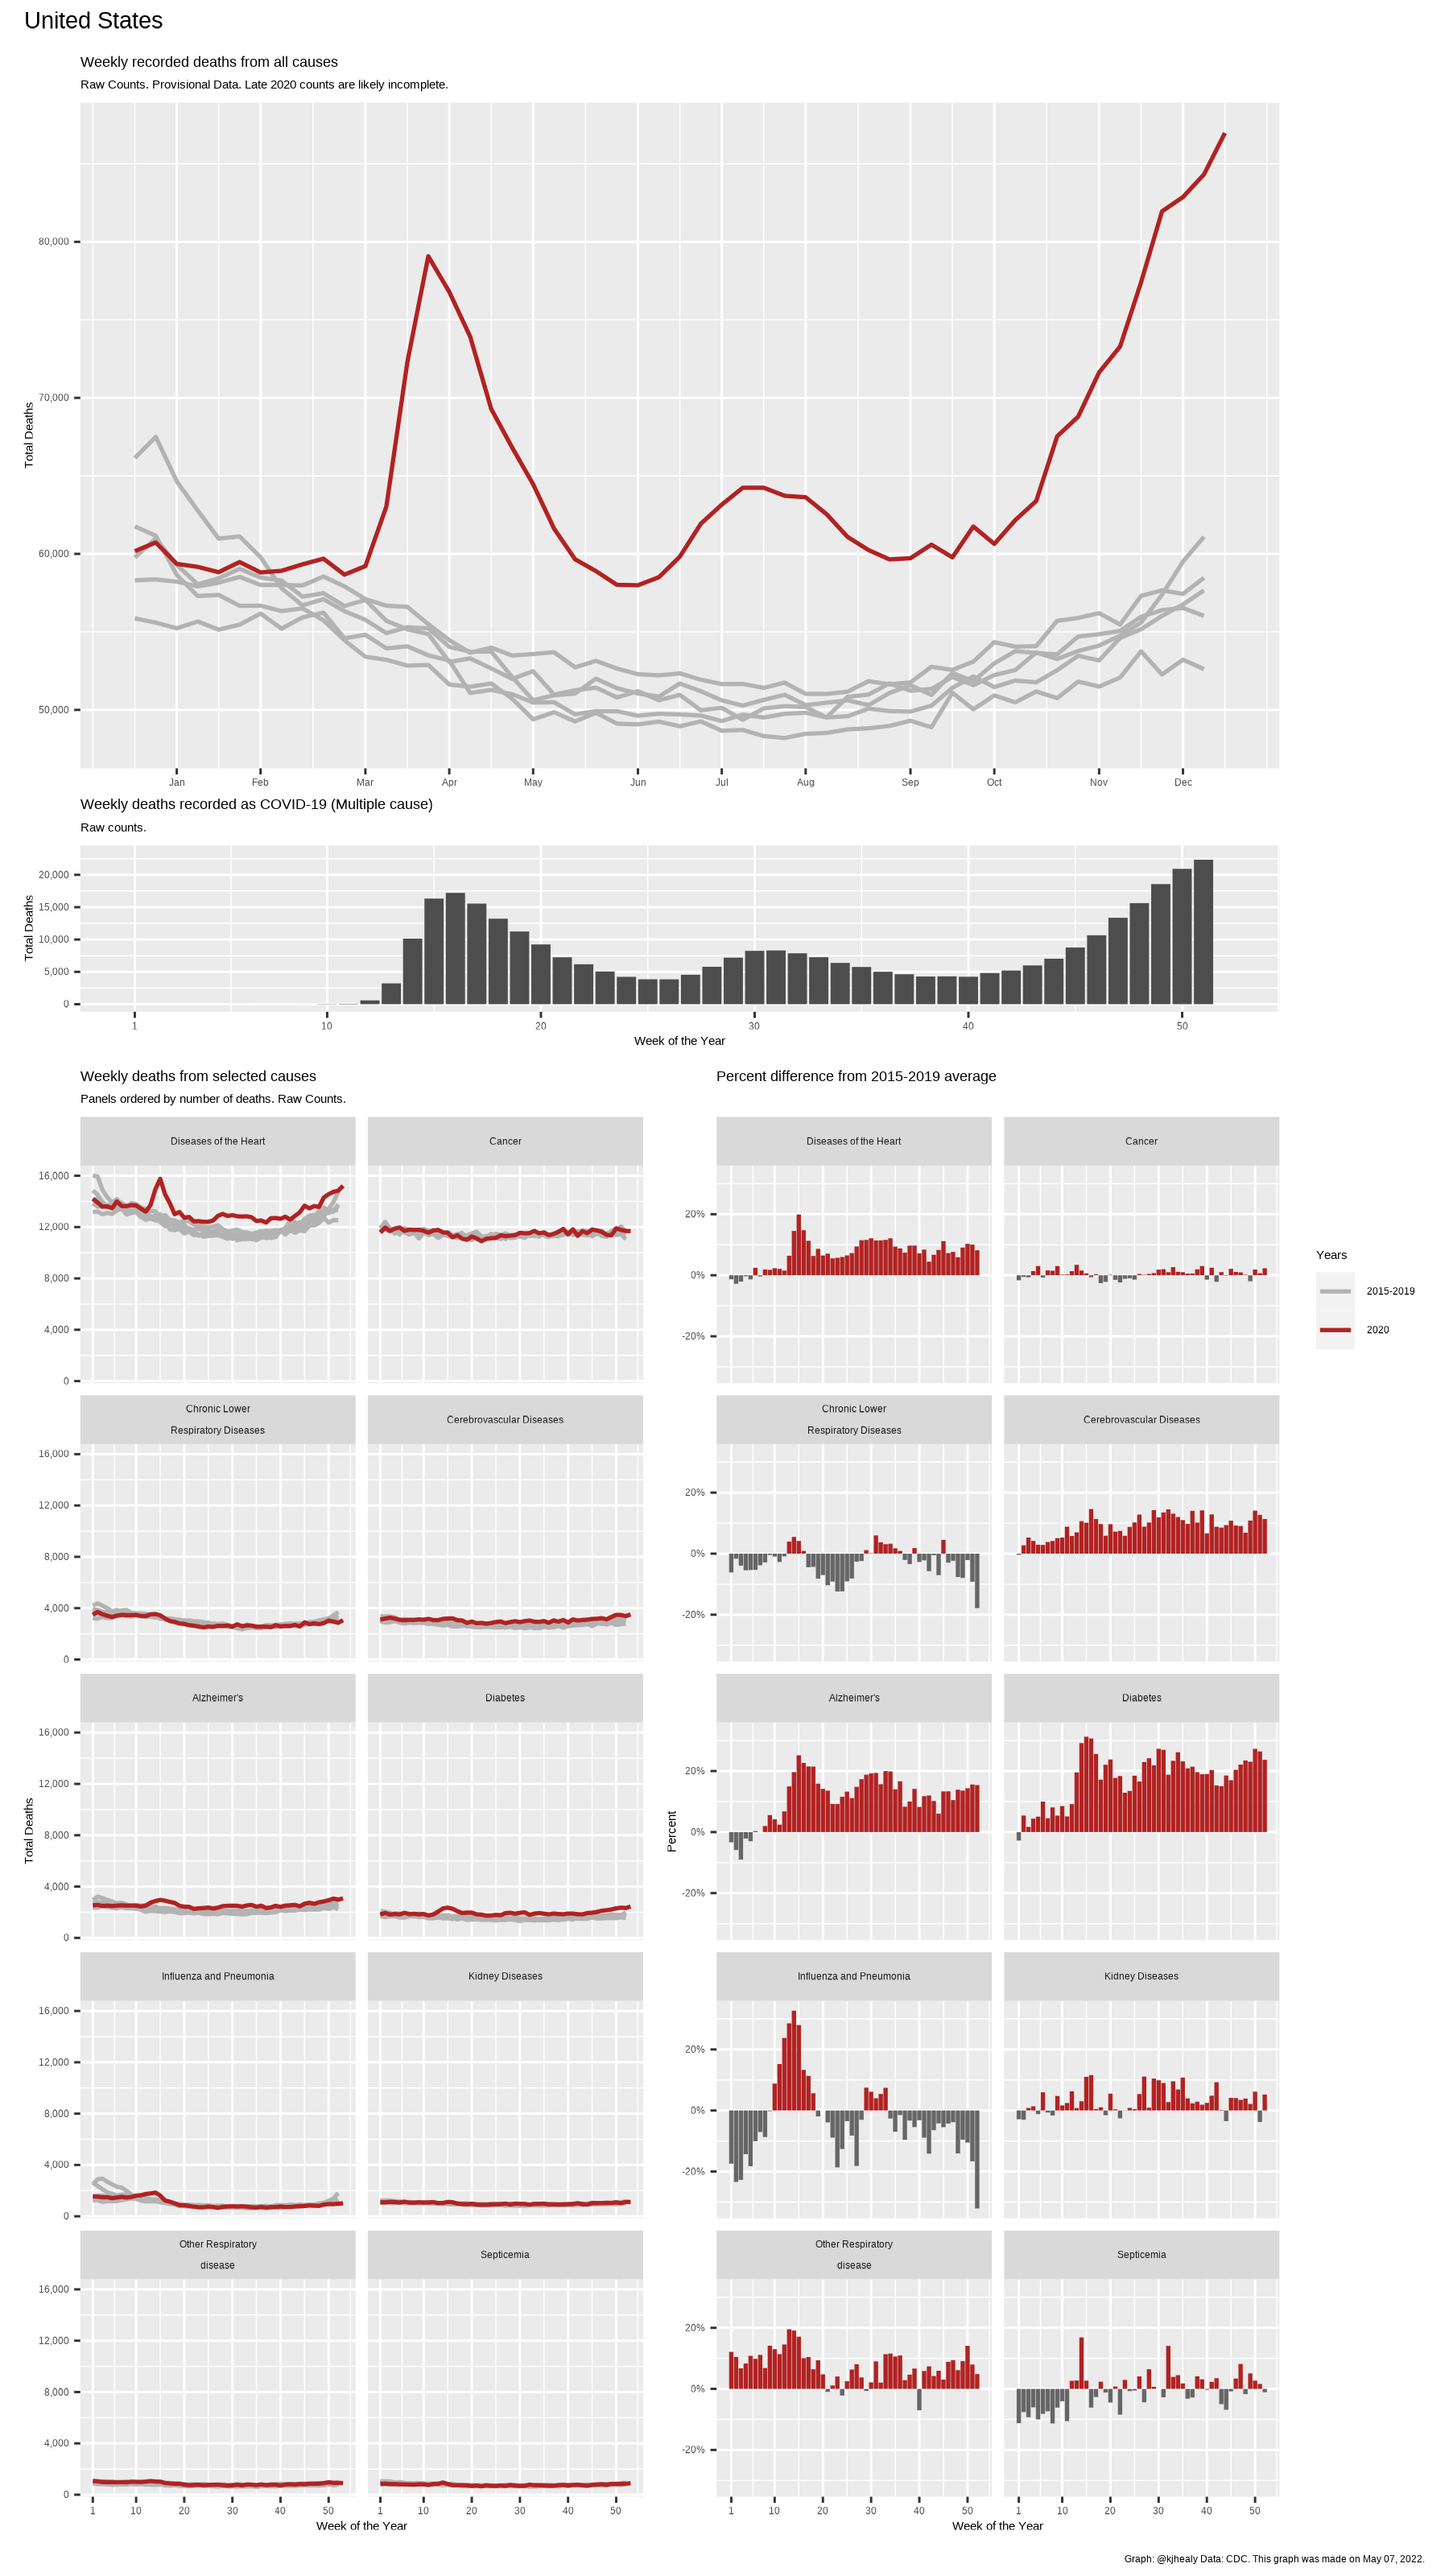 United States
Weekly recorded deaths from all causes
Raw Counts. Provisional Data. Late 2020 counts are likely incomplete.
Total Deaths
80,000
70,000
60,000
50,000
Jan Feb Mar Apr May Jun Jul Aug Sep Oct Nov Dec
Weekly deaths recorded as COVID-19 (Multiple cause)
Raw counts.
Total Deaths
20,000
15,000
10,000
5,000
0
1 10 20 30 40 50
Week of the Year
Weekly deaths from selected causes
Panels ordered by number of deaths. Raw Counts.
Total Deaths
Diseases of the Heart Cancer
16,000
12,000
8,000
4,000
0
Chronic Lower
Respiratory Diseases
Cerebrovascular Diseases
16,000
12,000
8,000
4,000
0
Alzheimer's Diabetes
16,000
12,000
8,000
4,000
0
Influenza and Pneumonia Kidney Diseases
16,000
12,000
8,000
4,000
0
Other Respiratory
disease
Septicemia
16,000
12,000
8,000
4,000
0
1 10 20 30 40 50 1 10 20 30 40 50
Week of the Year
Percent difference from 2015-2019 average
Percent
Diseases of the Heart Cancer
20%
0%
-20%
Chronic Lower
Respiratory Diseases
Cerebrovascular Diseases
20%
0%
-20%
Alzheimer's Diabetes
20%
0%
-20%
Influenza and Pneumonia Kidney Diseases
20%
0%
-20%
Other Respiratory
disease
Septicemia
20%
0%
-20%
1 10 20 30 40 50 1 10 20 30 40 50
Week of the Year
Years
2015-2019
2020
Graph: @kjhealy Data: CDC. This graph was made on May 07, 2022.